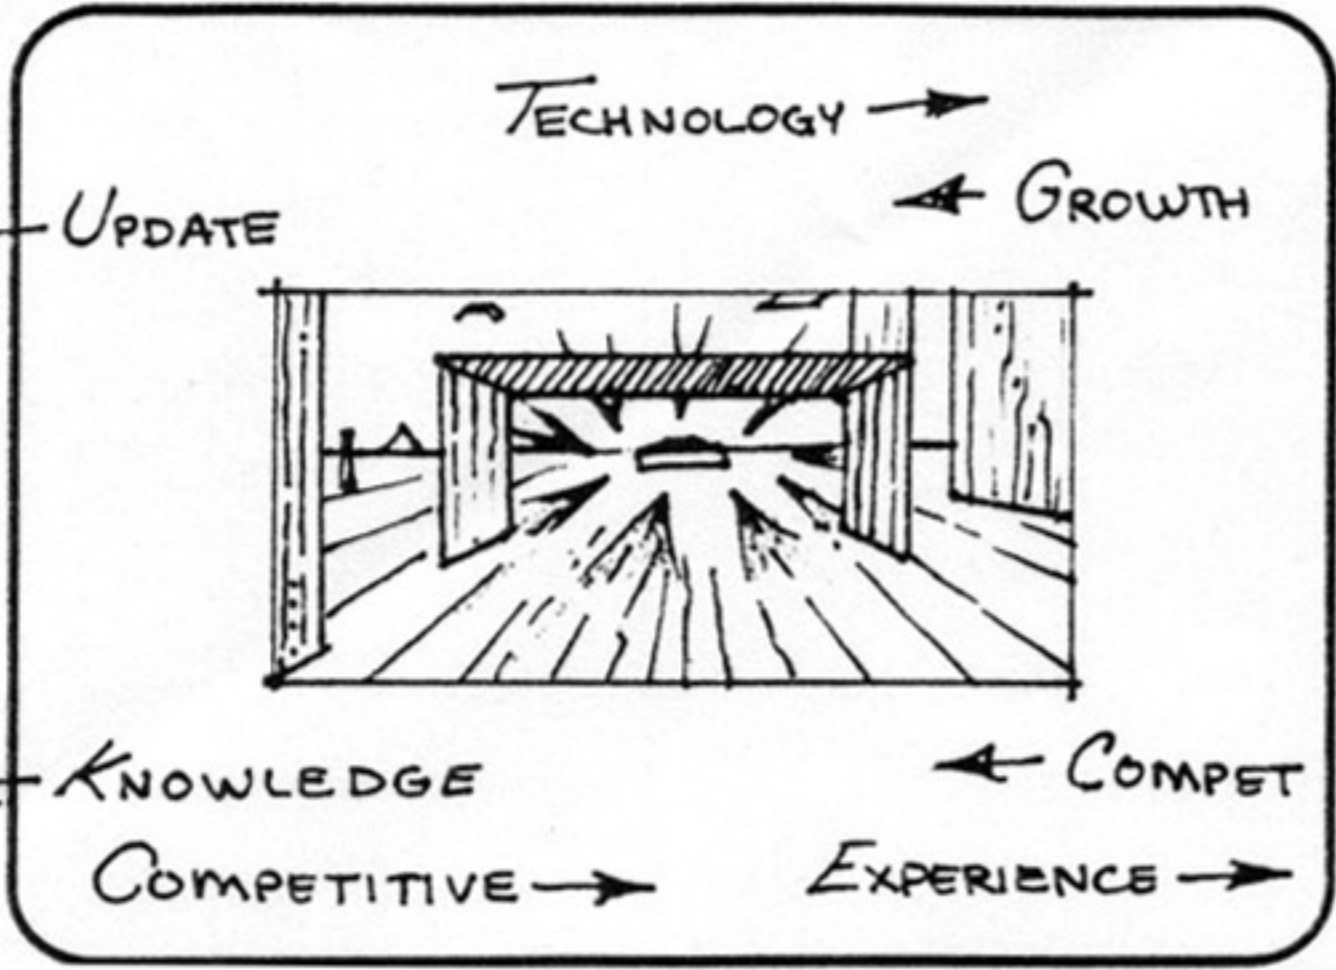 TECHNOLOGY
GROWTH
UPDATE
KNOWLEDGE
COMPET
COMPETITIVE
EXPERIENCE